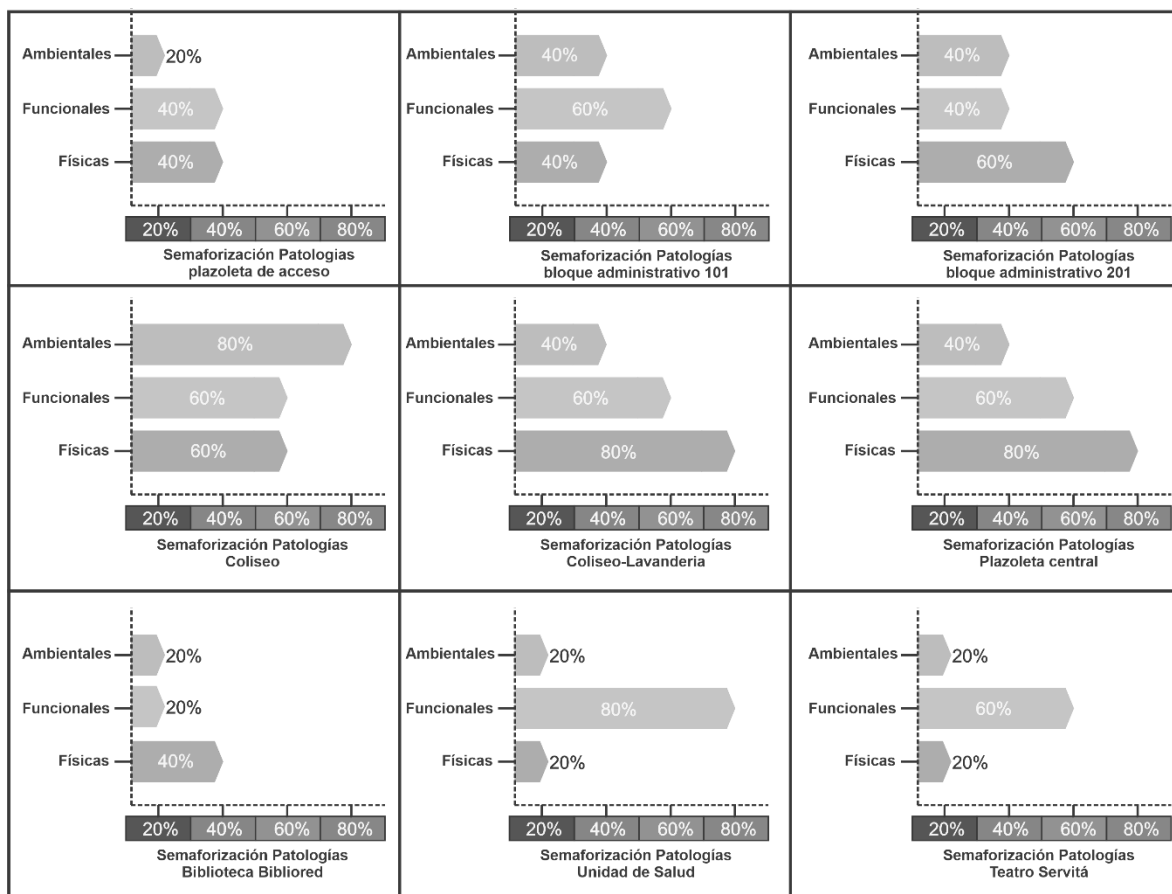 Ambientales 20%
Funcionales 40%
Físicas 40%
20% 40% 60% 80%
Semaforización Patologias
plazoleta de acceso
Ambientales 40%
Funcionales 60%
Físicas 40%
20% 40% 60% 80%
Semaforización Patologías
bloque administrativo 101
Ambientales 40%
Funcionales 40%
Físicas 60%
20% 40% 60% 80%
Semaforización Patologías
bloque administrativo 201
Ambientales 80%
Funcionales 60%
Físicas 60%
20% 40% 60% 80%
Semaforización Patologías
Coliseo
Ambientales 40%
Funcionales 60%
Físicas 80%
20% 40% 60% 80%
Semaforización Patologías
Coliseo-Lavanderia
Ambientales 40%
Funcionales 60%
Físicas 80%
20% 40% 60% 80%
Semaforización Patologías
Plazoleta central
Ambientales 20%
Funcionales 20%
Físicas 40%
20% 40% 60% 80%
Semaforización Patologías
Biblioteca Bibliored
Ambientales 20%
Funcionales 80%
Físicas 20%
20% 40% 60% 80%
Semaforización Patologías
Unidad de Salud
Ambientales 20%
Funcionales 60%
Físicas 20%
20% 40% 60% 80%
Semaforización Patologías
Teatro Servitá